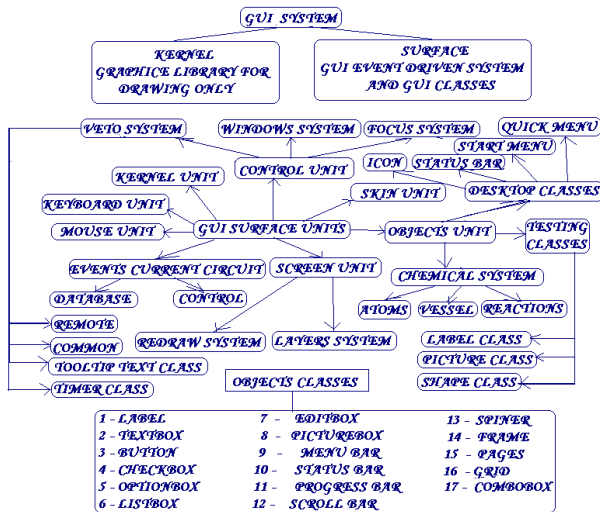 GUI SYSTEM
KERNEL
GRAPHICE LIBRARY FOR
DRAWING ONLY
SURFACE
GUI EVENT DRIVEN SYSTEM
AND GUI CLASSES
VETO SYSTEM
WINDOWS SYSTEM
FOCUS SYSTEM
QUICK MENU
START MENU
ICON
STATUS BAR
CONTROL UNIT
KERNEL UNIT
SKIN UNIT
DESKTOP CLASSES
KEYBOARD UNIT
MOUSE UNIT
GUI SURFACE UNITS
OBJECTS UNIT
TESTING
CLASSES
EVENTS CURRENT CIRCUIT
SCREEN UNIT
CHEMICAL SYSTEM
DATABASE
CONTROL
ATOMS
VESSEL
REACTIONS
REMOTE
COMMON
REDRAW SYSTEM
LAYERS SYSTEM
LABEL CLASS
TOOLTIP TEXT CLASS
PICTURE CLASS
TIMER CLASS
OBJECTS CLASSES
SHAPE CLASS
1 - LABEL
2 - TEXTBOX
3 - BUTTON
4 - CHECKBOX
5 - OPTIONBOX
6 - LISTBOX
7 - EDITBOX
8 - PICTUREBOX
9 - MENU BAR
10 - STATUS BAR
11 - PROGRESS BAR
12 - SCROLL BAR
13 - SPINER
14 - FRAME
15 - PAGES
16 - GRID
17 - COMBOBOX